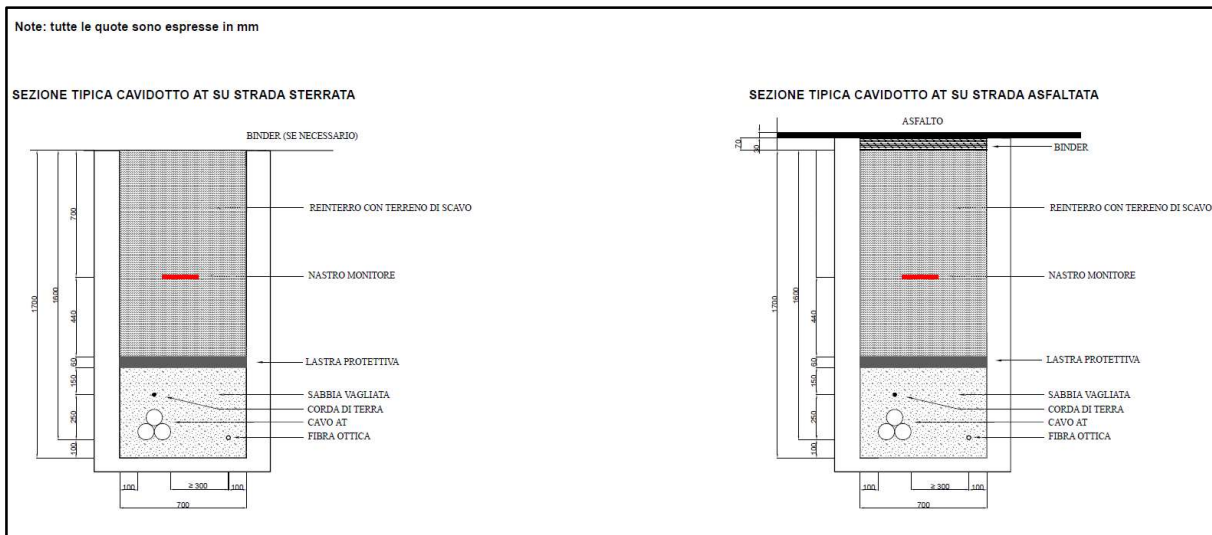 Note: tutte le quote sono espresse in mm
SEZIONE TIPICA CAVIDOTTO AT SU STRADA STERRATA
BINDER (SE NECESSARIO)
REINTERRO CON TERRENO DI SCAVO
NASTRO MONITORE
LASTRA PROTETTIVA
SABBIA VAGLIATA
CORDA DI TERRA
CAVO AT
FIBRA OTTICA
1700
1600
700
440
60
150
250
100
100
≥ 300
100
700
SEZIONE TIPICA CAVIDOTTO AT SU STRADA ASFALTATA
ASFALTO
BINDER
REINTERRO CON TERRENO DI SCAVO
NASTRO MONITORE
LASTRA PROTETTIVA
SABBIA VAGLIATA
CORDA DI TERRA
CAVO AT
FIBRA OTTICA
70
30
1700
1600
440
60
150
250
100
100
≥ 300
100
700